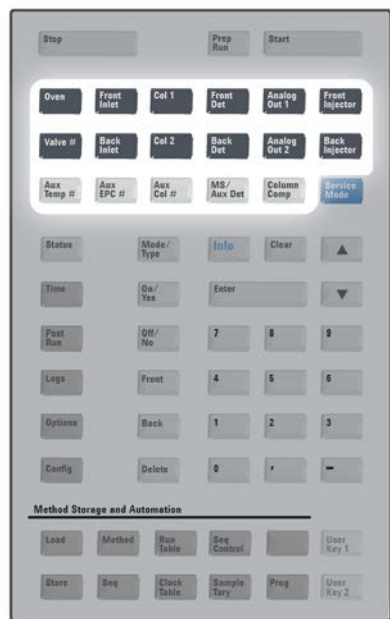 Stop
Prep Run
Start
Oven
Front Inlet
Col 1
Front Det
Analog Out 1
Front Injector
Valve #
Back Inlet
Col 2
Back Det
Analog Out 2
Back Injector
Aux Temp #
Aux EPC #
Aux Col #
MS/ Aux Det
Column Comp
Service Mode
Status
Mode/ Type
Info
Clear
▲
Time
On/ Yes
Enter
▼
Post Run
Off/ No
7
8
9
Logs
Front
4
5
6
Options
Back
1
2
3
Config
Delete
0
-
Method Storage and Automation
Load
Method
Run Table
Seq Control
User Key 1
Store
Seq
Clock Table
Sample Tary
Prog
User Key 2